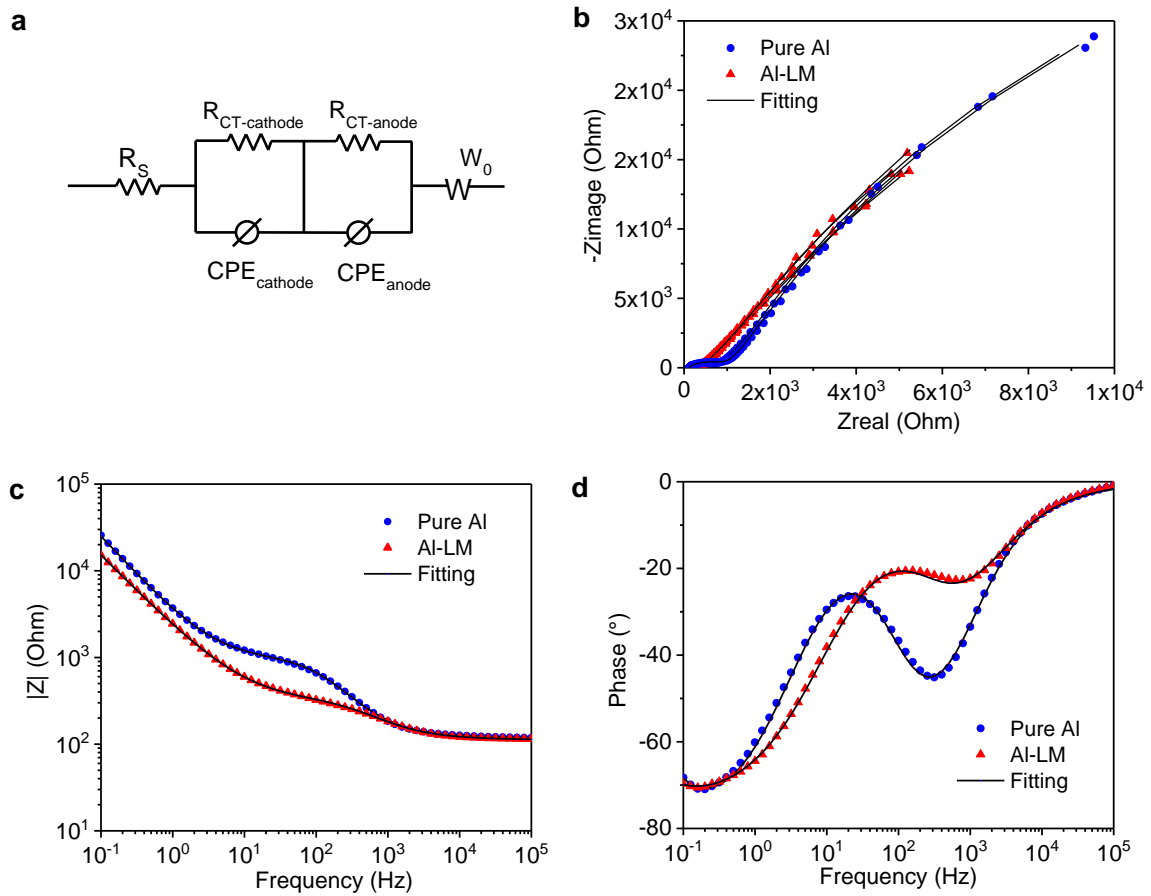 a
R_CT-cathode
R_CT-anode
R_S
W_0
CPE_cathode
CPE_anode
b
3x10^4
2x10^4
2x10^4
1x10^4
5x10^3
0
-Zimage (Ohm)
Pure Al
Al-LM
Fitting
0 2x10^3 4x10^3 6x10^3 8x10^3 1x10^4
Zreal (Ohm)
c
10^5
10^4
10^3
10^2
10^1
|Z| (Ohm)
Pure Al
Al-LM
Fitting
10^-1 10^0 10^1 10^2 10^3 10^4 10^5
Frequency (Hz)
d
0
-20
-40
-60
-80
Phase (°)
Pure Al
Al-LM
Fitting
10^-1 10^0 10^1 10^2 10^3 10^4 10^5
Frequency (Hz)